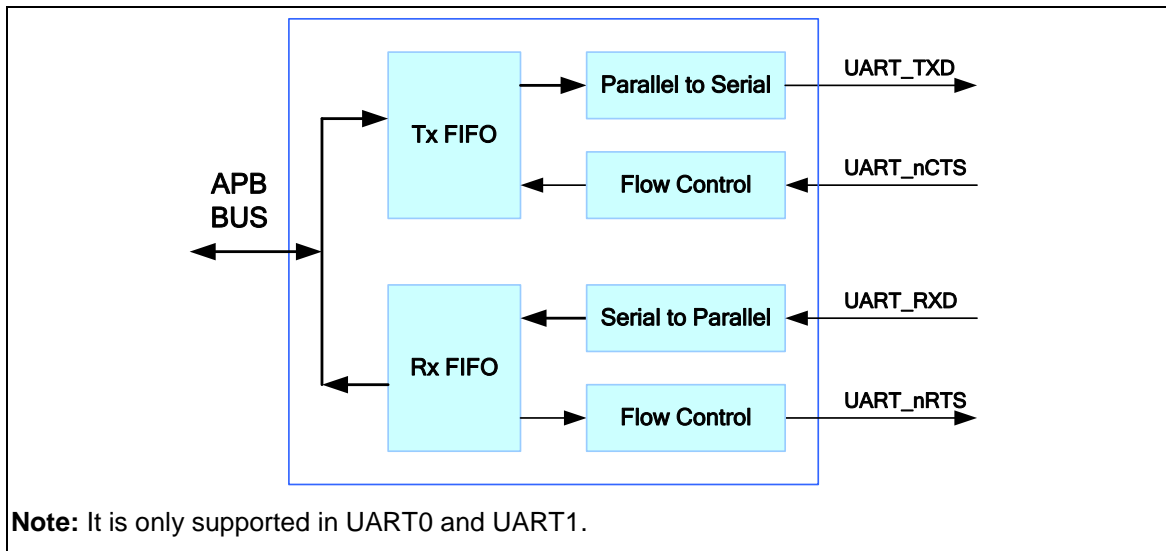 Parallel to Serial
UART_TXD
Tx FIFO
Flow Control
UART_nCTS
APB
BUS
Serial to Parallel
UART_RXD
Rx FIFO
Flow Control
UART_nRTS
Note: It is only supported in UART0 and UART1.